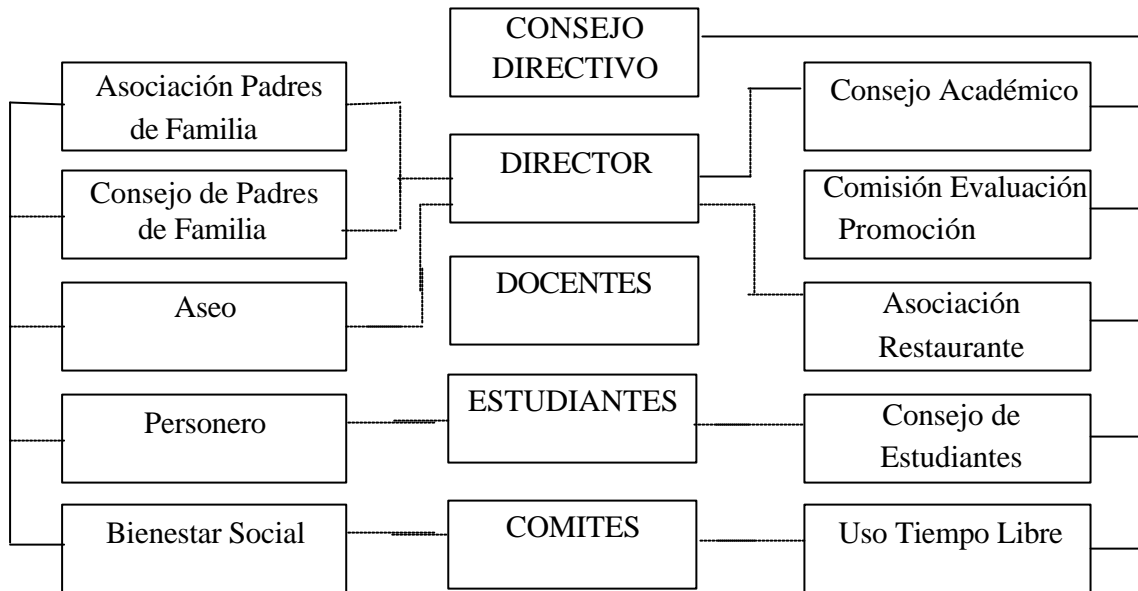 CONSEJO
DIRECTIVO
Asociación Padres
de Familia
Consejo Académico
DIRECTOR
Consejo de Padres
de Familia
Comisión Evaluación
Promoción
DOCENTES
Aseo
Asociación
Restaurante
Personero
ESTUDIANTES
Consejo de
Estudiantes
Bienestar Social
COMITES
Uso Tiempo Libre